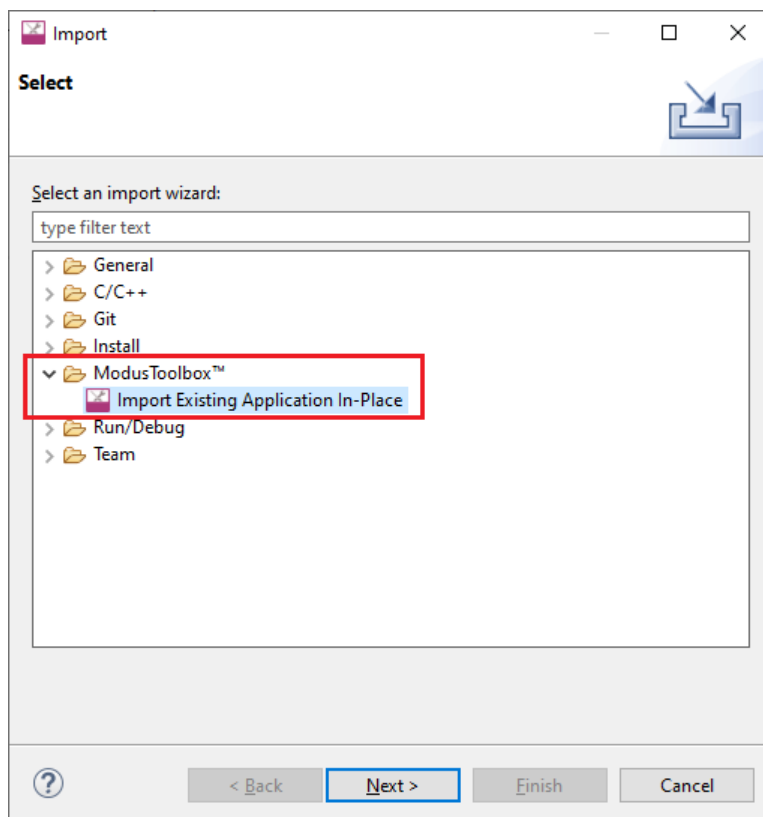 Import
Select
Select an import wizard:
type filter text
General
C/C++
Git
Install
ModusToolbox™
Import Existing Application In-Place
Run/Debug
Team
?
< Back Next > Finish Cancel